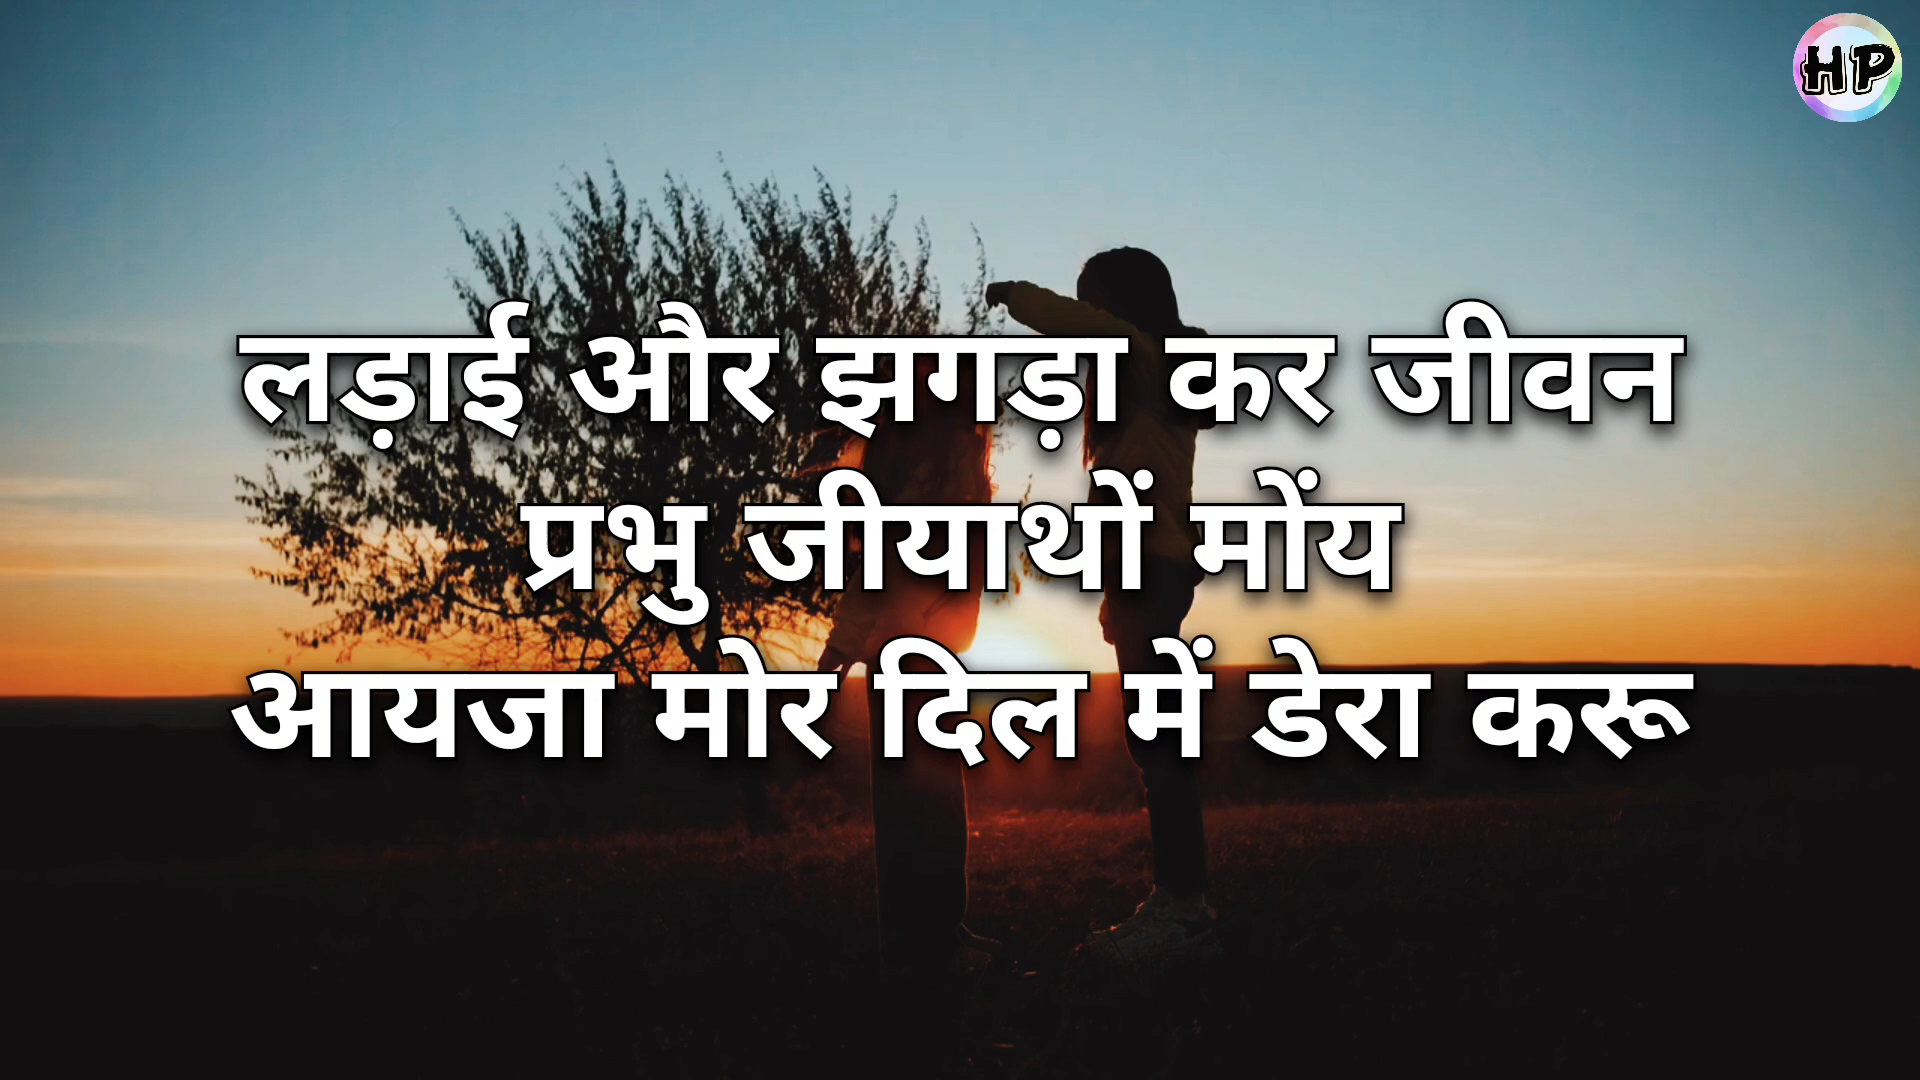 HP
लड़ाई और झगड़ा कर जीवन
प्रभु जीयाथों मोंय
आयजा मोर दिल में डेरा करू